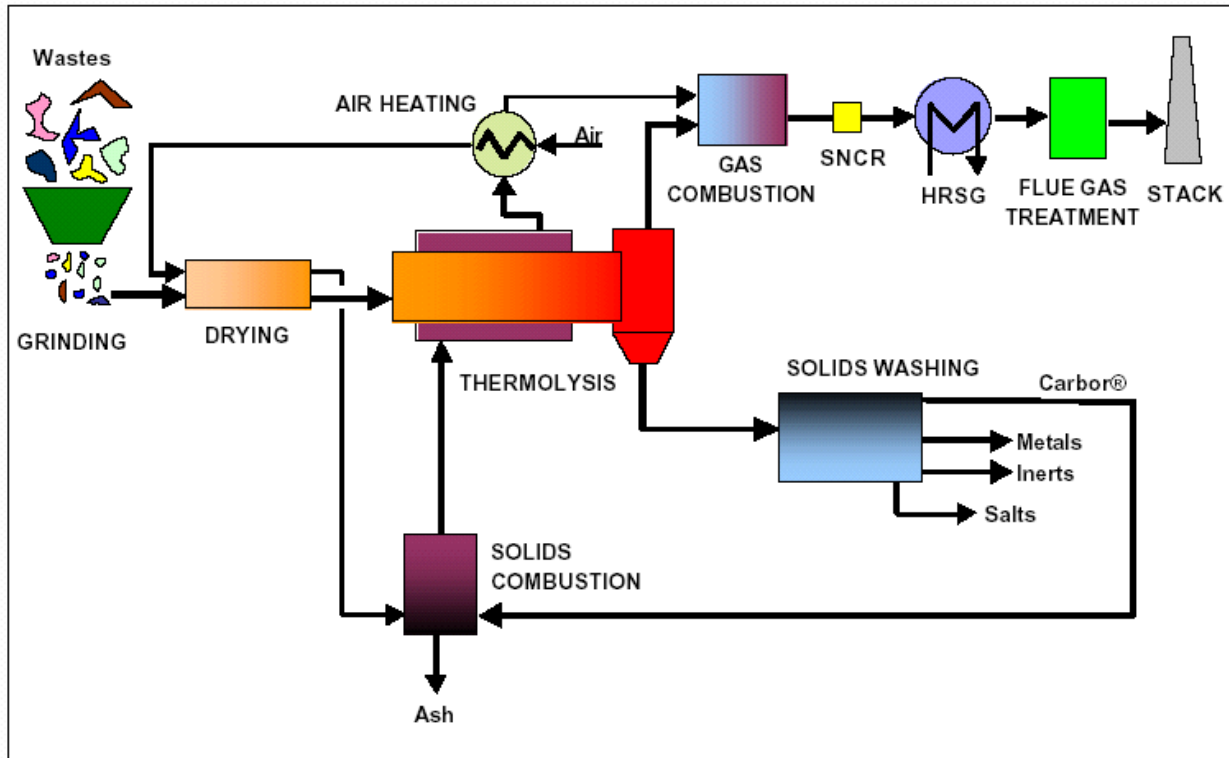 Wastes
AIR HEATING
Air
GAS
COMBUSTION
SNCR
HRSG
FLUE GAS
TREATMENT
STACK
GRINDING
DRYING
THERMOLYSIS
SOLIDS WASHING
Carbor®
Metals
Inerts
Salts
SOLIDS
COMBUSTION
Ash